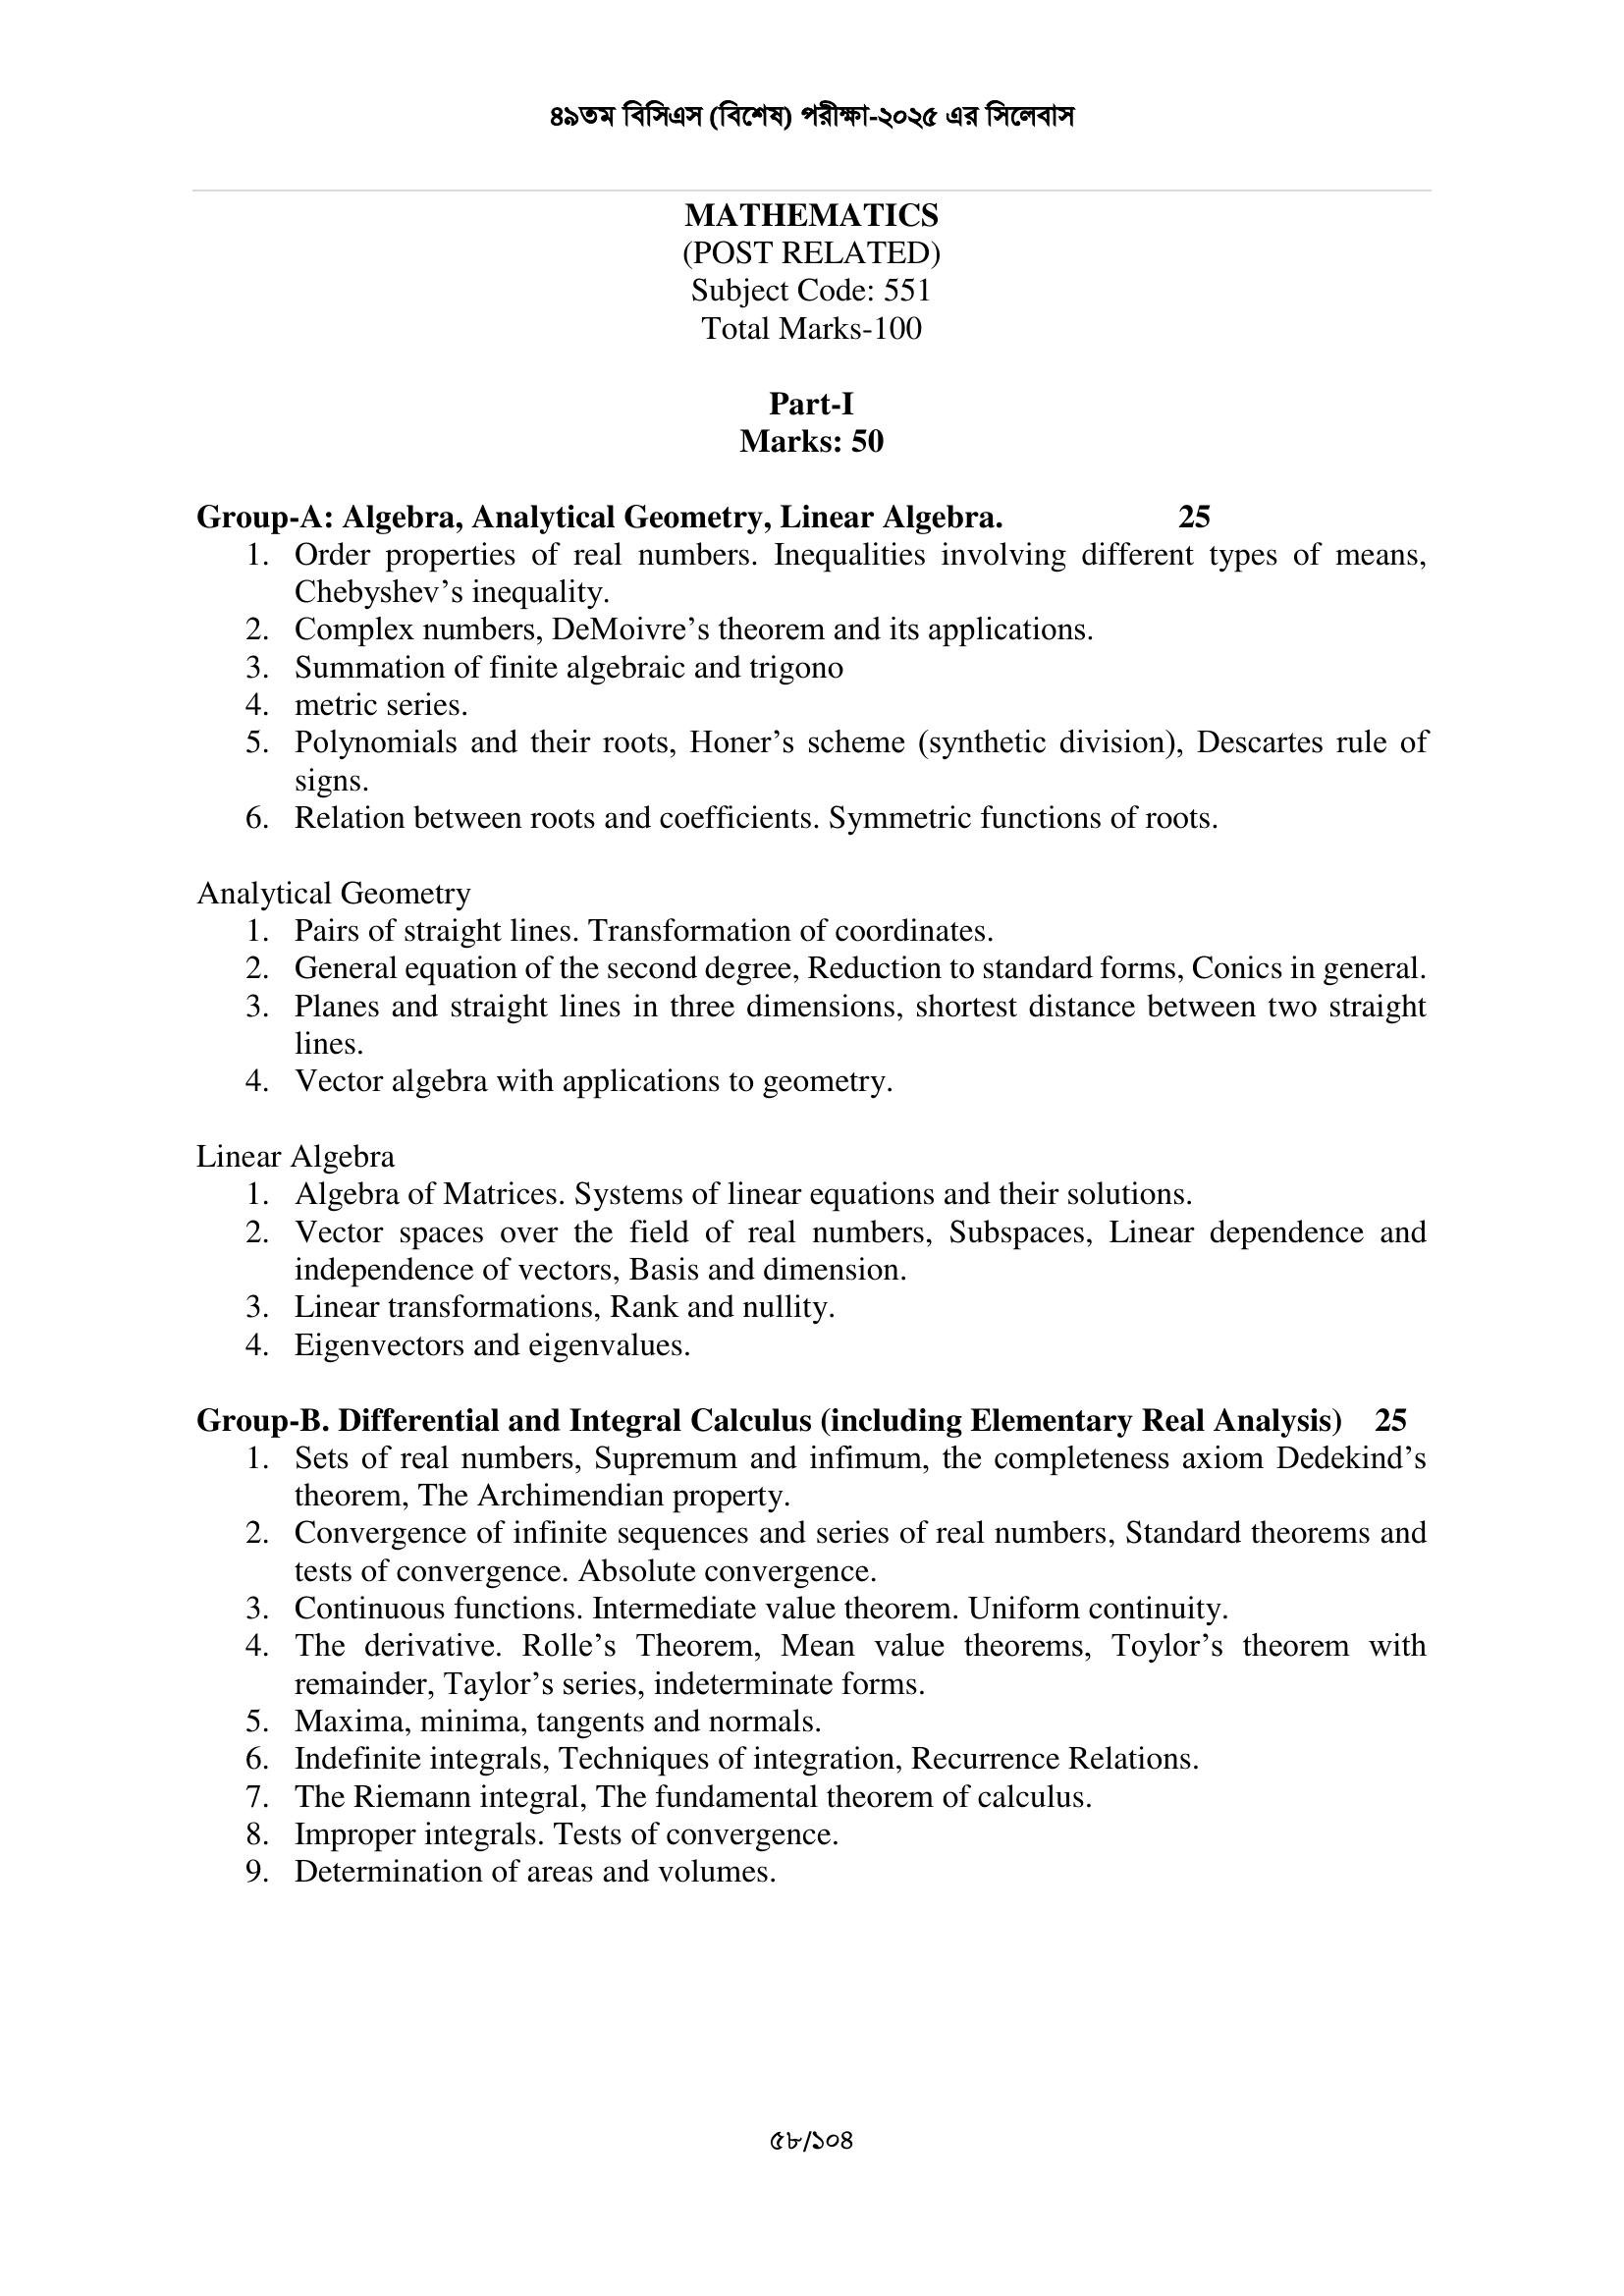 ৪৯তম বিসিএস (বিশেষ) পরীক্ষা-২০২৫ এর সিলেবাস
MATHEMATICS
(POST RELATED)
Subject Code: 551
Total Marks-100
Part-I
Marks: 50
Group-A: Algebra, Analytical Geometry, Linear Algebra. 25
1. Order properties of real numbers. Inequalities involving different types of means,
Chebyshev’s inequality.
2. Complex numbers, DeMoivre’s theorem and its applications.
3. Summation of finite algebraic and trigono
4. metric series.
5. Polynomials and their roots, Honer’s scheme (synthetic division), Descartes rule of
signs.
6. Relation between roots and coefficients. Symmetric functions of roots.
Analytical Geometry
1. Pairs of straight lines. Transformation of coordinates.
2. General equation of the second degree, Reduction to standard forms, Conics in general.
3. Planes and straight lines in three dimensions, shortest distance between two straight
lines.
4. Vector algebra with applications to geometry.
Linear Algebra
1. Algebra of Matrices. Systems of linear equations and their solutions.
2. Vector spaces over the field of real numbers, Subspaces, Linear dependence and
independence of vectors, Basis and dimension.
3. Linear transformations, Rank and nullity.
4. Eigenvectors and eigenvalues.
Group-B. Differential and Integral Calculus (including Elementary Real Analysis) 25
1. Sets of real numbers, Supremum and infimum, the completeness axiom Dedekind’s
theorem, The Archimendian property.
2. Convergence of infinite sequences and series of real numbers, Standard theorems and
tests of convergence. Absolute convergence.
3. Continuous functions. Intermediate value theorem. Uniform continuity.
4. The derivative. Rolle’s Theorem, Mean value theorems, Toylor’s theorem with
remainder, Taylor’s series, indeterminate forms.
5. Maxima, minima, tangents and normals.
6. Indefinite integrals, Techniques of integration, Recurrence Relations.
7. The Riemann integral, The fundamental theorem of calculus.
8. Improper integrals. Tests of convergence.
9. Determination of areas and volumes.
৫৮/১০৪